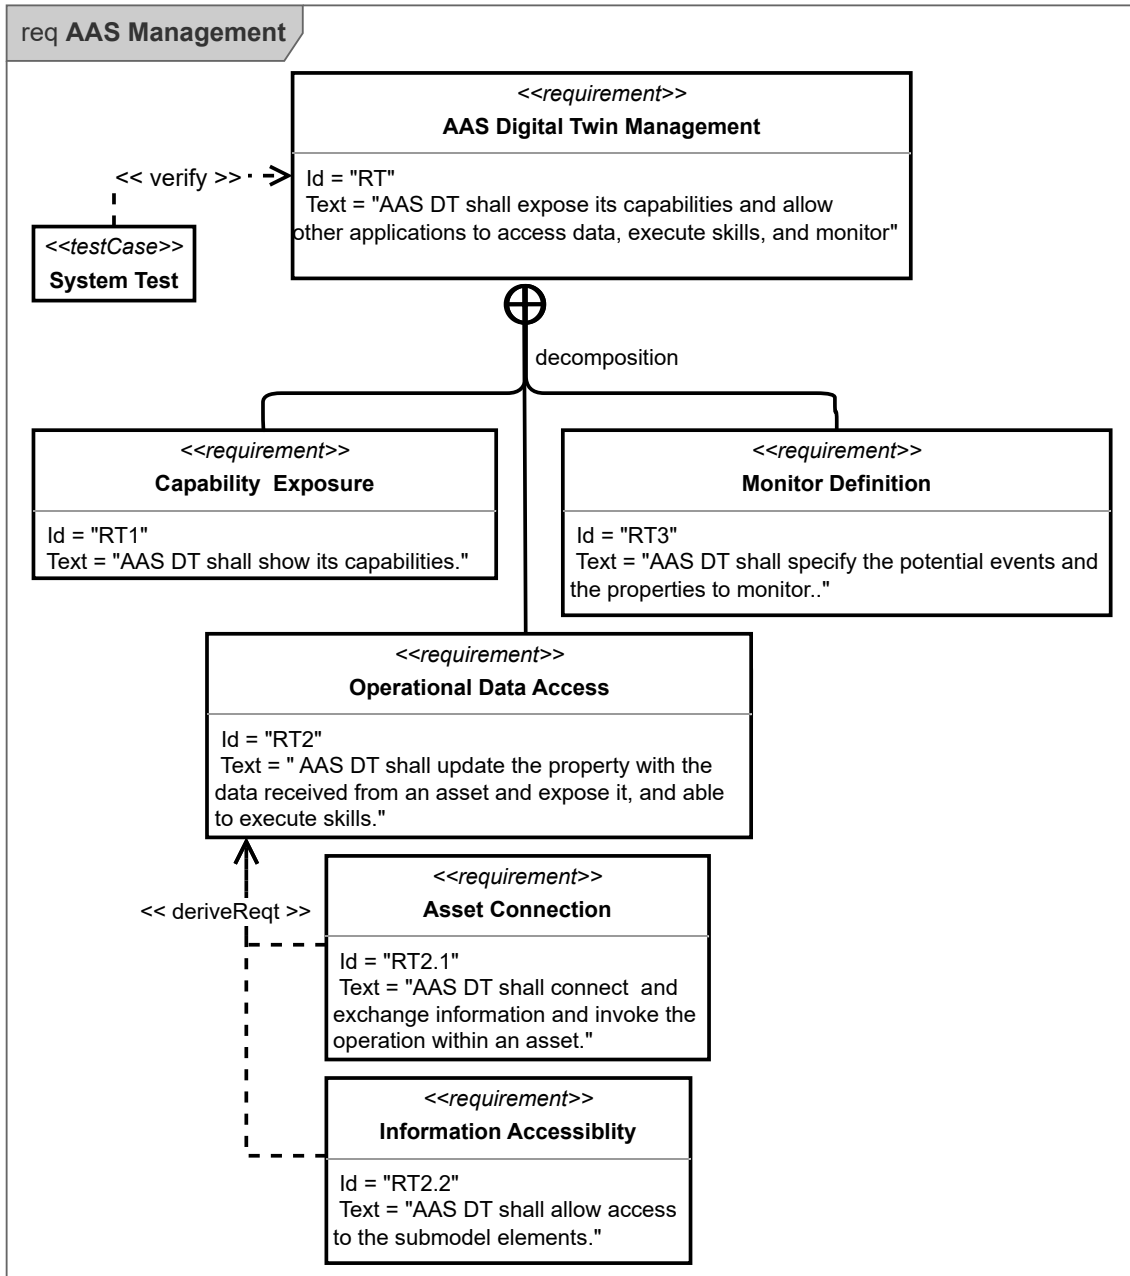 req AAS Management
<<requirement>>
AAS Digital Twin Management
Id = "RT"
Text = "AAS DT shall expose its capabilities and allow
other applications to access data, execute skills, and monitor"
<< verify >>
<<testCase>>
System Test
decomposition
<<requirement>>
Capability  Exposure
Id = "RT1"
Text = "AAS DT shall show its capabilities."
<<requirement>>
Monitor Definition
Id = "RT3"
Text = "AAS DT shall specify the potential events and
the properties to monitor.."
<<requirement>>
Operational Data Access
Id = "RT2"
Text = " AAS DT shall update the property with the
data received from an asset and expose it, and able
to execute skills."
<< deriveReqt >>
<<requirement>>
Asset Connection
Id = "RT2.1"
Text = "AAS DT shall connect  and
exchange information and invoke the
operation within an asset."
<<requirement>>
Information Accessiblity
Id = "RT2.2"
Text = "AAS DT shall allow access
to the submodel elements."